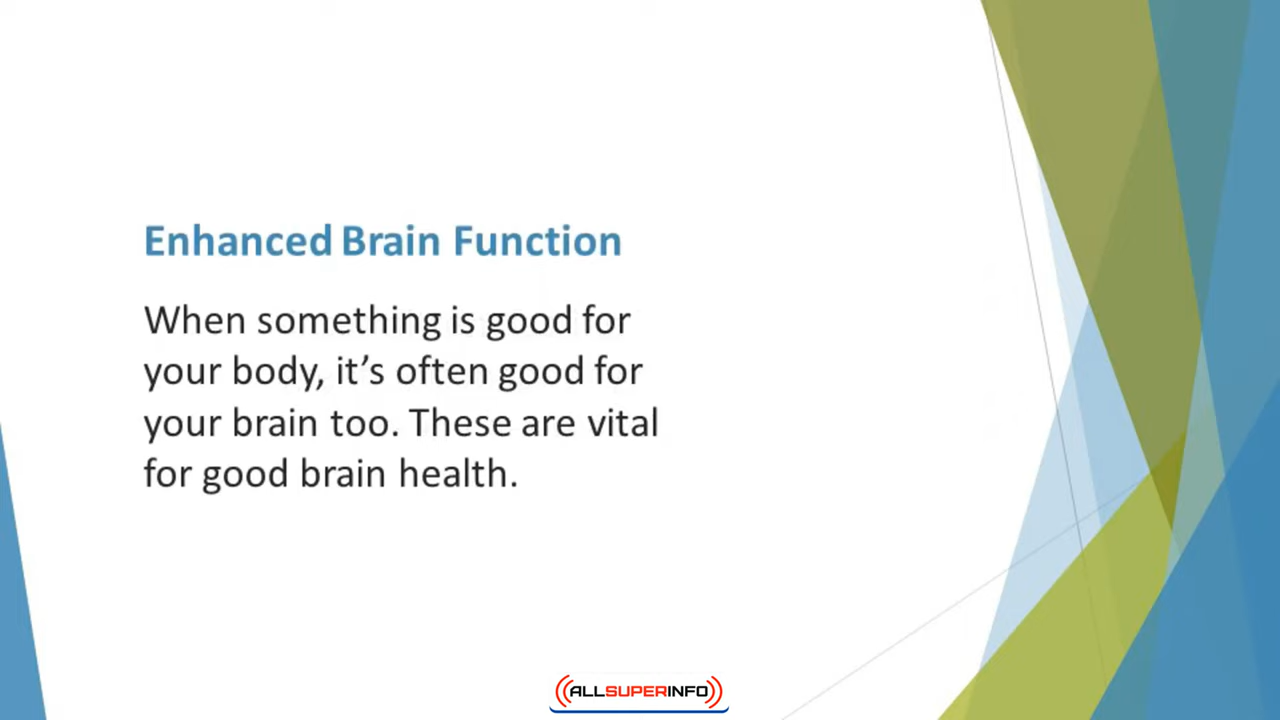 Enhanced Brain Function
When something is good for
your body, it’s often good for
your brain too. These are vital
for good brain health.
ALLSUPERINFO